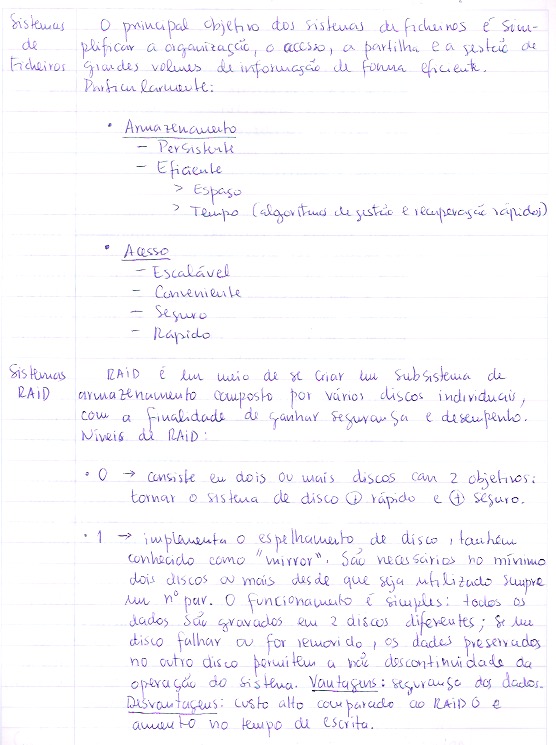 Sistemas de Ficheiros
O principal objetivo dos sistemas de ficheiros é sim-
plificar a organização, o acesso, a partilha e a gestão de
grandes volumes de informação de forma eficiente.
Particularmente:
• Armazenamento
– Persistente
– Eficiente
> Espaço
> Tempo (algoritmos de gestão e recuperação rápidos)
• Acesso
– Escalável
– Conveniente
– Seguro
– Rápido
Sistemas RAID
RAID é um meio de se criar um subsistema de
armazenamento composto por vários discos individuais,
com a finalidade de ganhar segurança e desempenho.
Níveis de RAID:
• 0 → consiste em dois ou mais discos com 2 objetivos:
tornar o sistema de disco (+) rápido e (+) seguro.
• 1 → implementa o espelhamento de disco, também
conhecido como "mirror". São necessários no mínimo
dois discos ou mais desde que seja utilizado sempre
um nº par. O funcionamento é simples: todos os
dados são gravados em 2 discos diferentes; se um
disco falhar ou for removido, os dados preservados
no outro disco permitem a não descontinuidade da
operação do sistema. Vantagens: segurança dos dados.
Desvantagens: custo alto comparado ao RAID 0 e
aumento no tempo de escrita.